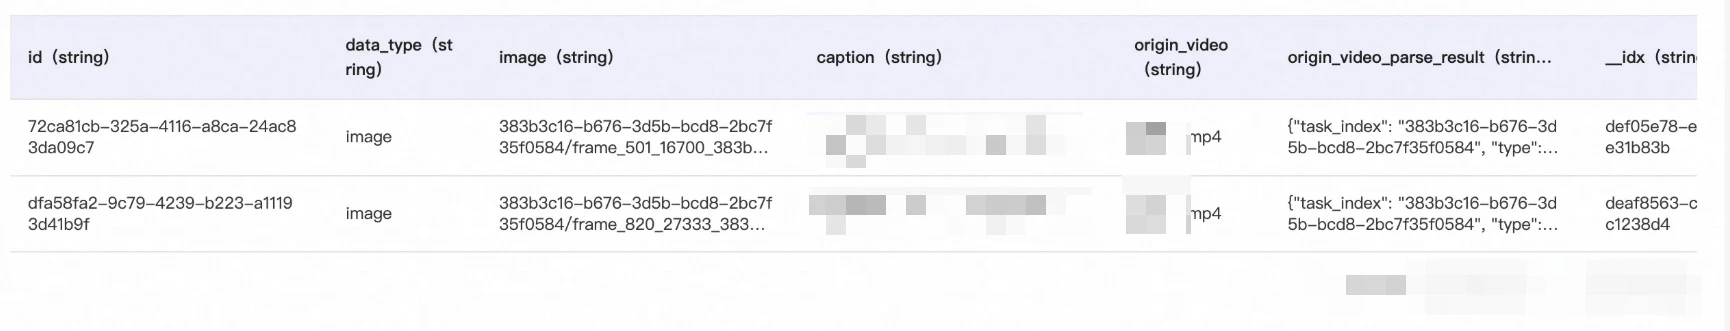 id（string）
data_type（st
ring）
image（string）
caption（string）
origin_video
（string）
origin_video_parse_result（strin...
__idx（strin
72ca81cb-325a-4116-a8ca-24ac8
3da09c7
image
383b3c16-b676-3d5b-bcd8-2bc7f
35f0584/frame_501_16700_383b...
mp4
{"task_index": "383b3c16-b676-3d
5b-bcd8-2bc7f35f0584", "type":...
def05e78-e
e31b83b
dfa58fa2-9c79-4239-b223-a1119
3d41b9f
image
383b3c16-b676-3d5b-bcd8-2bc7f
35f0584/frame_820_27333_383...
mp4
{"task_index": "383b3c16-b676-3d
5b-bcd8-2bc7f35f0584", "type":...
deaf8563-c
c1238d4